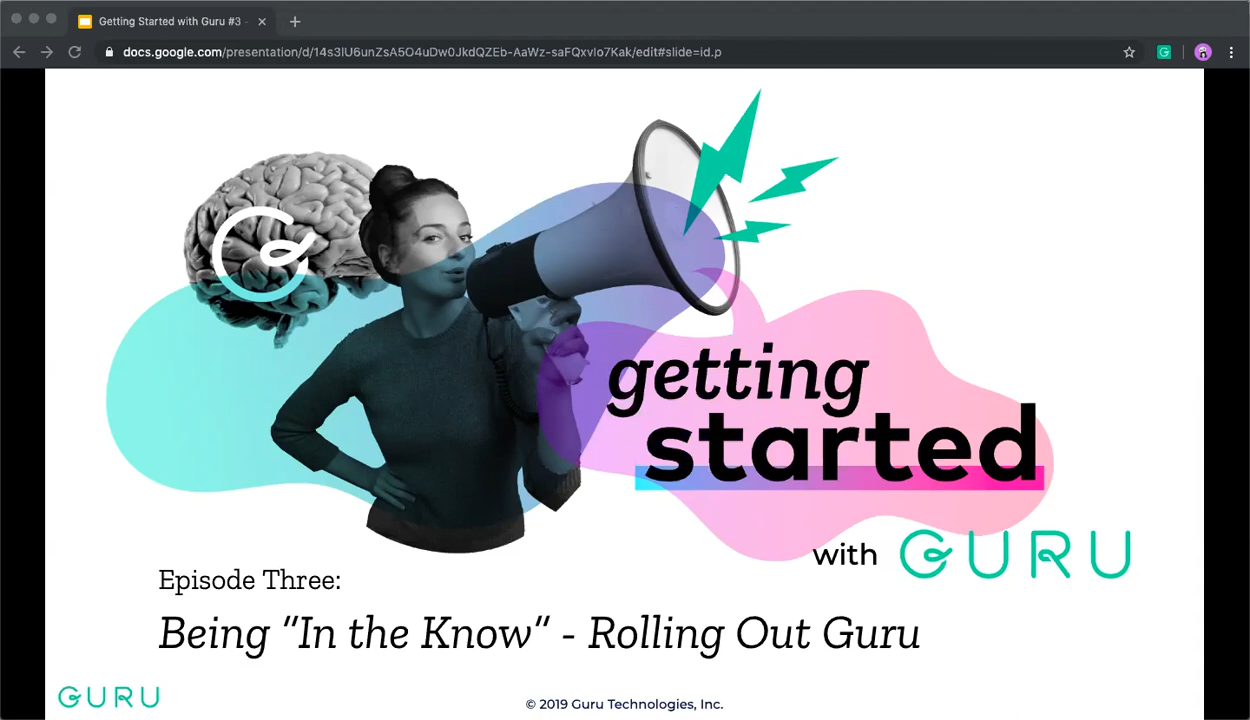 Getting Started with Guru #3 -
docs.google.com/presentation/d/14s3lU6unZsA5O4uDw0JkdQZEb-AaWz-saFQxvlo7Kak/edit#slide=id.p
getting
started
with GURU
Episode Three:
Being "In the Know" - Rolling Out Guru
GURU
© 2019 Guru Technologies, Inc.